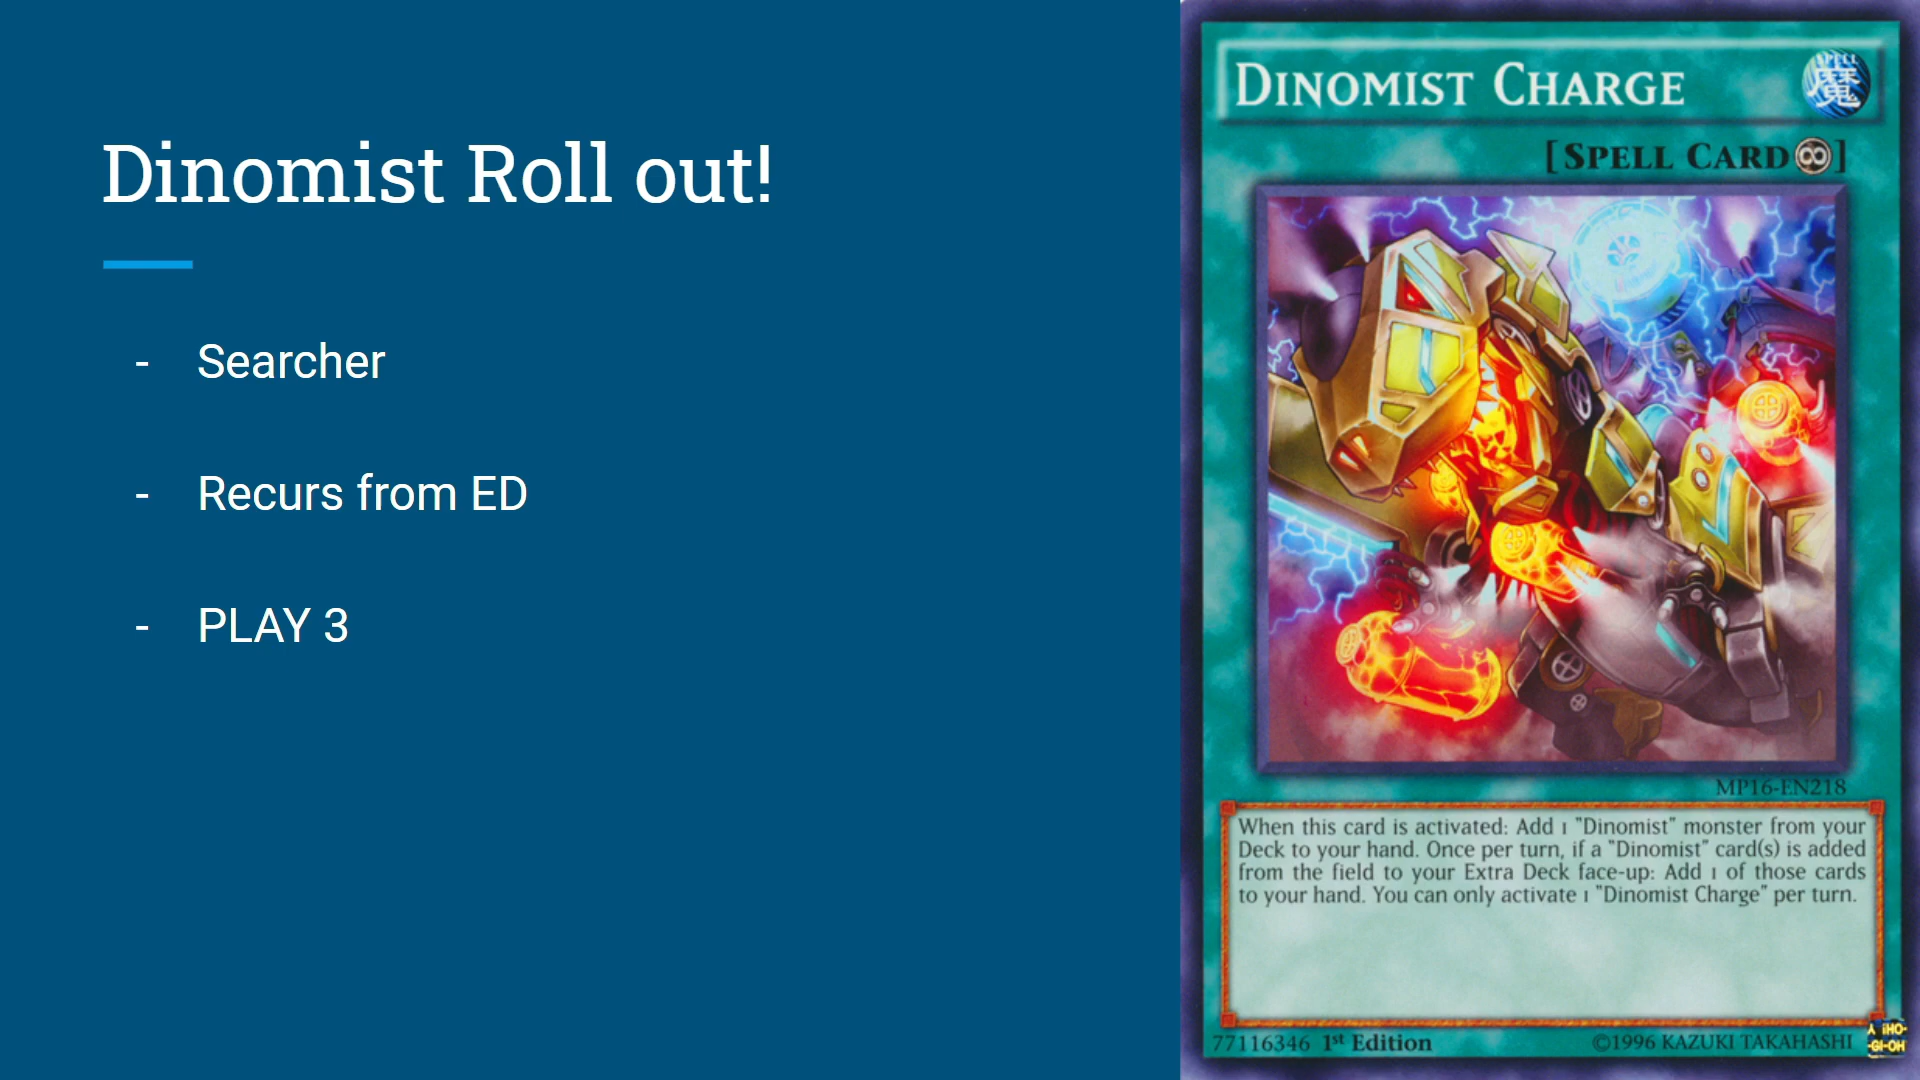 Dinomist Roll out!
- Searcher
- Recurs from ED
- PLAY 3
DINOMIST CHARGE
SPELL
魔
[SPELL CARD ]
MP16-EN218
When this card is activated: Add 1 "Dinomist" monster from your
Deck to your hand. Once per turn, if a "Dinomist" card(s) is added
from the field to your Extra Deck face-up: Add 1 of those cards
to your hand. You can only activate 1 "Dinomist Charge" per turn.
77116346 1st Edition ©1996 KAZUKI TAKAHASHI